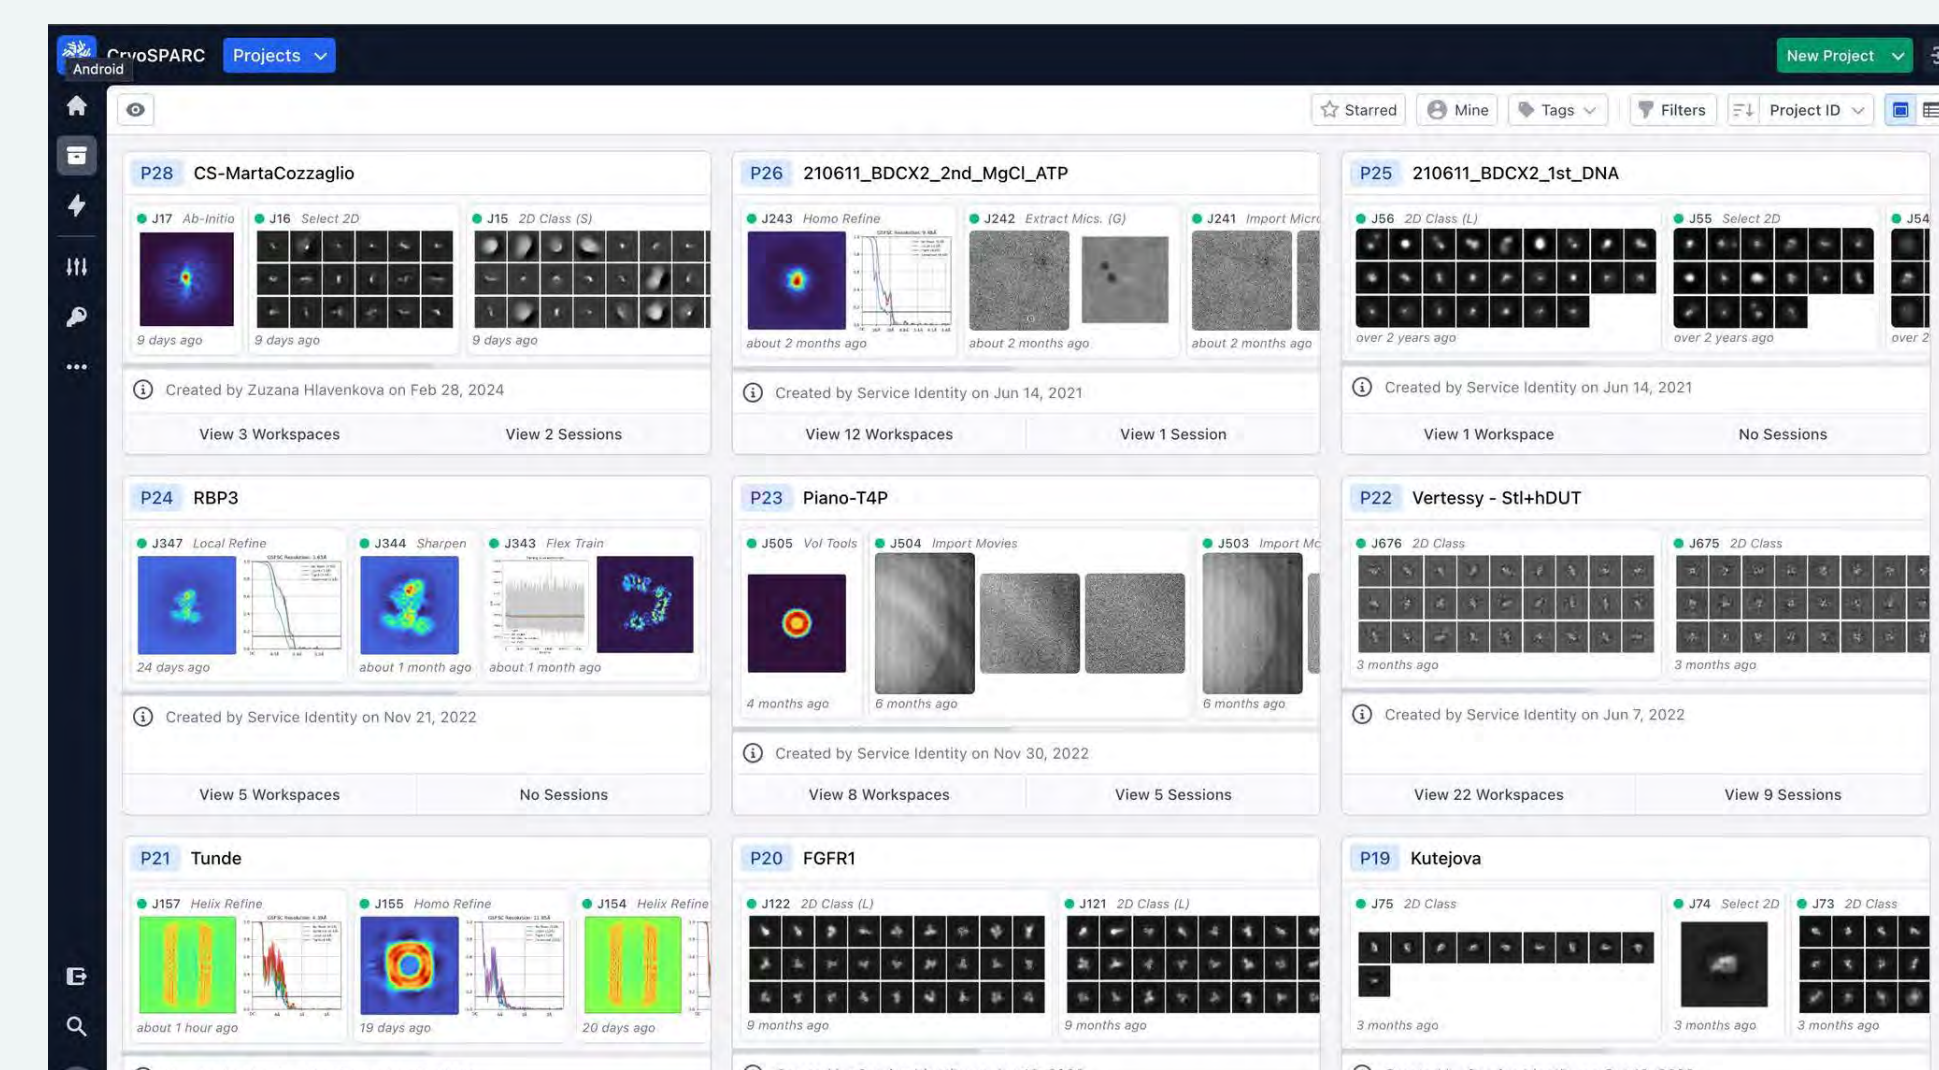 CryoSPARC
Projects
New Project
Android
Starred
Mine
Tags
Filters
Project ID
P28 CS-MartaCozzaglio
J17 Ab-Initio
J16 Select 2D
J15 2D Class (S)
9 days ago
9 days ago
9 days ago
Created by Zuzana Hlavenkova on Feb 28, 2024
View 3 Workspaces
View 2 Sessions
P26 210611_BDCX2_2nd_MgCl_ATP
J243 Homo Refine
J242 Extract Mics. (G)
J241 Import Micro
about 2 months ago
about 2 months ago
about 2 months ago
Created by Service Identity on Jun 14, 2021
View 12 Workspaces
View 1 Session
P25 210611_BDCX2_1st_DNA
J56 2D Class (L)
J55 Select 2D
J54
over 2 years ago
over 2 years ago
over 2
Created by Service Identity on Jun 14, 2021
View 1 Workspace
No Sessions
P24 RBP3
J347 Local Refine
J344 Sharpen
J343 Flex Train
24 days ago
about 1 month ago
about 1 month ago
Created by Service Identity on Nov 21, 2022
View 5 Workspaces
No Sessions
P23 Piano-T4P
J505 Vol Tools
J504 Import Movies
J503 Import Mo
4 months ago
6 months ago
6 months ago
Created by Service Identity on Nov 30, 2022
View 8 Workspaces
View 5 Sessions
P22 Vertessy - Stl+hDUT
J676 2D Class
J675 2D Class
3 months ago
3 months ago
Created by Service Identity on Jun 7, 2022
View 22 Workspaces
View 9 Sessions
P21 Tunde
J157 Helix Refine
J155 Homo Refine
J154 Helix Refine
about 1 hour ago
19 days ago
20 days ago
P20 FGFR1
J122 2D Class (L)
J121 2D Class (L)
9 months ago
9 months ago
P19 Kutejova
J75 2D Class
J74 Select 2D
J73 2D Class
3 months ago
3 months ago
3 months ago